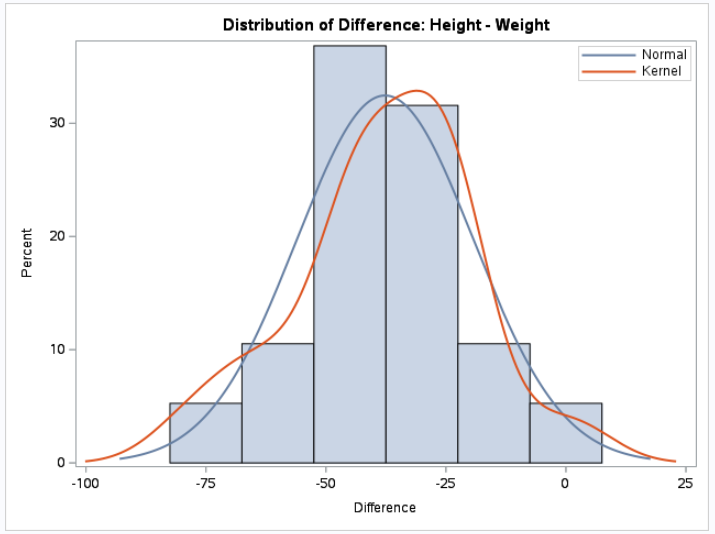 Distribution of Difference: Height - Weight
Normal
Kernel
30
20
10
0
Percent
-100 -75 -50 -25 0 25
Difference